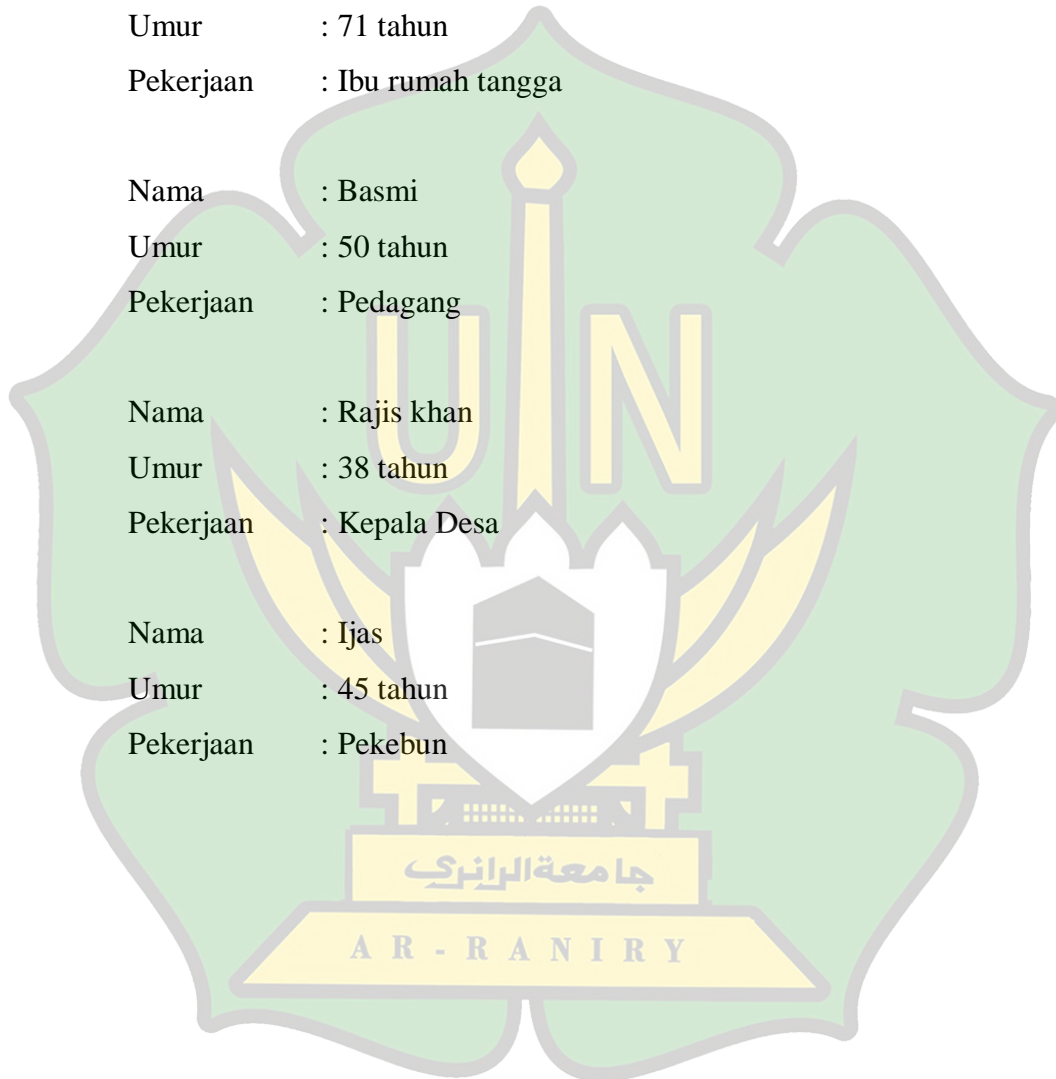 Umur : 71 tahun
Pekerjaan : Ibu rumah tangga
Nama : Basmi
Umur : 50 tahun
Pekerjaan : Pedagang
Nama : Rajis khan
Umur : 38 tahun
Pekerjaan : Kepala Desa
Nama : Ijas
Umur : 45 tahun
Pekerjaan : Pekebun
UIN
جامعةالرانري
AR-RANIRY